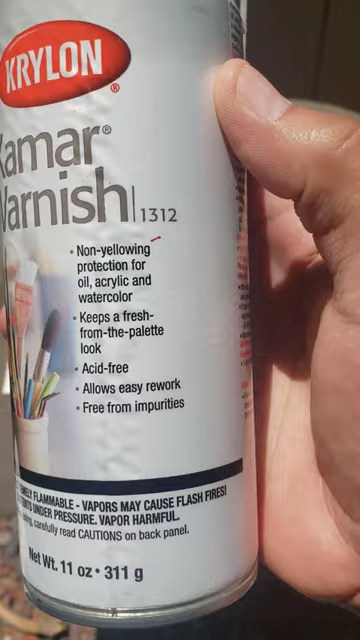 KRYLON®
Kamar®
Varnish 1312
• Non-yellowing
protection for
oil, acrylic and
watercolor
• Keeps a fresh-
from-the-palette
look
• Acid-free
• Allows easy rework
• Free from impurities
FLAMMABLE - VAPORS MAY CAUSE FLASH FIRES!
UNDER PRESSURE. VAPOR HARMFUL.
carefully read CAUTIONS on back panel.
Net Wt. 11 oz • 311 g